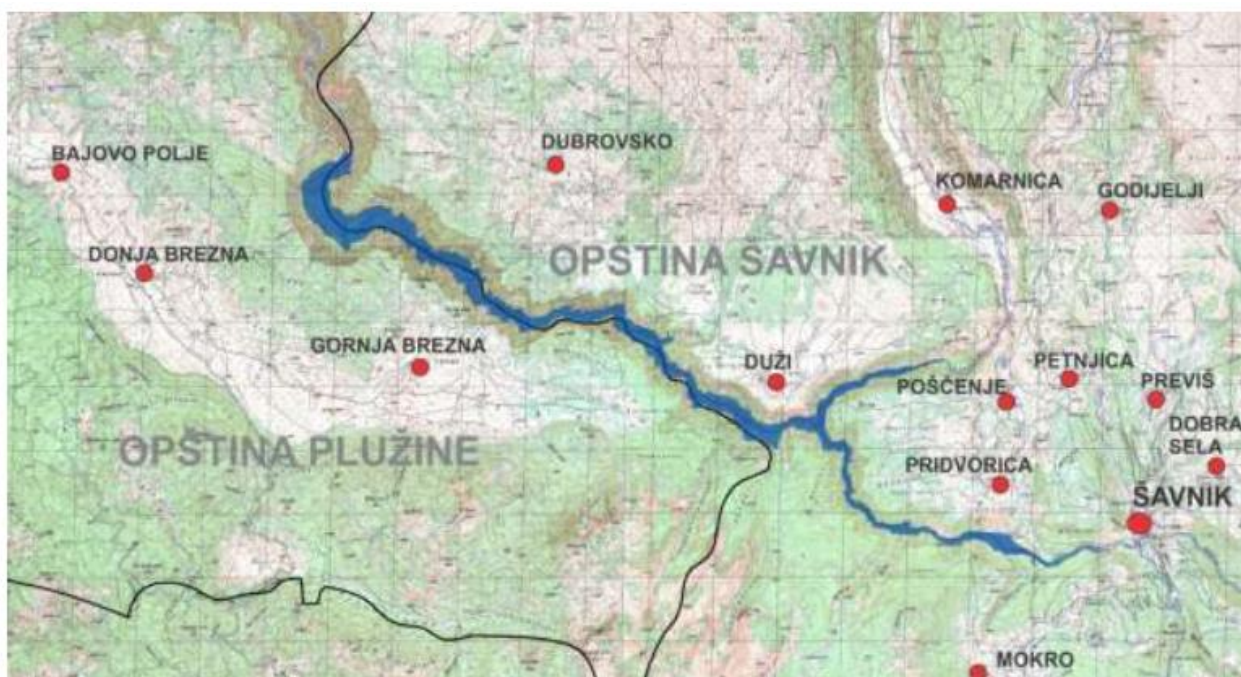 BAJOVO POLJE
DUBROVSKO
KOMARNICA
GODIJELJI
DONJA BREZNA
OPŠTINA ŠAVNIK
GORNJA BREZNA
DUŽI
PETNJICA
POŠĆENJE
PREVIŠ
DOBRA
SELA
OPŠTINA PLUŽINE
PRIDVORICA
ŠAVNIK
MOKRO